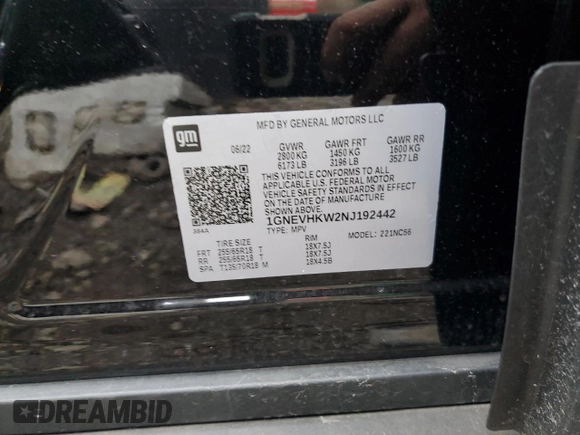 MFD BY GENERAL MOTORS LLC
gm
06/22
GVWR GAWR FRT GAWR RR
2800 KG 1450 KG 1600 KG
6173 LB 3196 LB 3527 LB
THIS VEHICLE CONFORMS TO ALL
APPLICABLE U.S. FEDERAL MOTOR
VEHICLE SAFETY STANDARDS IN EFFECT
ON THE DATE OF MANUFACTURE
SHOWN ABOVE.
384A
1GNEVHKW2NJ192442
TYPE: MPV MODEL: 221NC56
TIRE SIZE RIM
FRT 255/65R18 T 18X7.5J
RR 255/65R18 T 18X7.5J
SPA T135/70R18 M 18X4.5B
DREAMBID